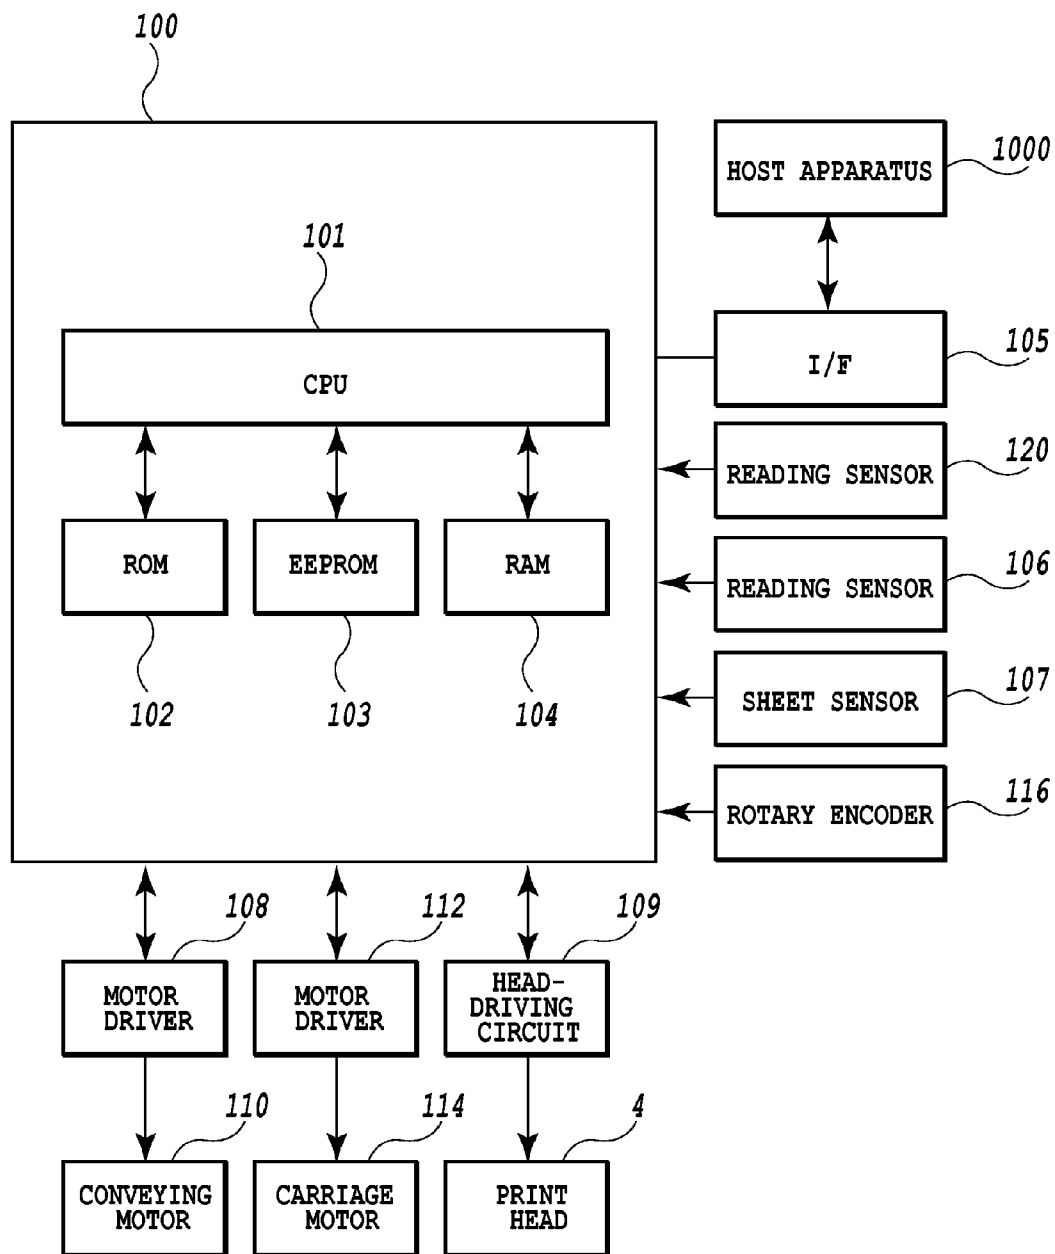 100
HOST APPARATUS
1000
101
CPU
I/F
105
READING SENSOR
120
ROM
EEPROM
RAM
READING SENSOR
106
102
103
104
SHEET SENSOR
107
ROTARY ENCODER
116
108
112
109
MOTOR
DRIVER
MOTOR
DRIVER
HEAD-
DRIVING
CIRCUIT
110
114
4
CONVEYING
MOTOR
CARRIAGE
MOTOR
PRINT
HEAD